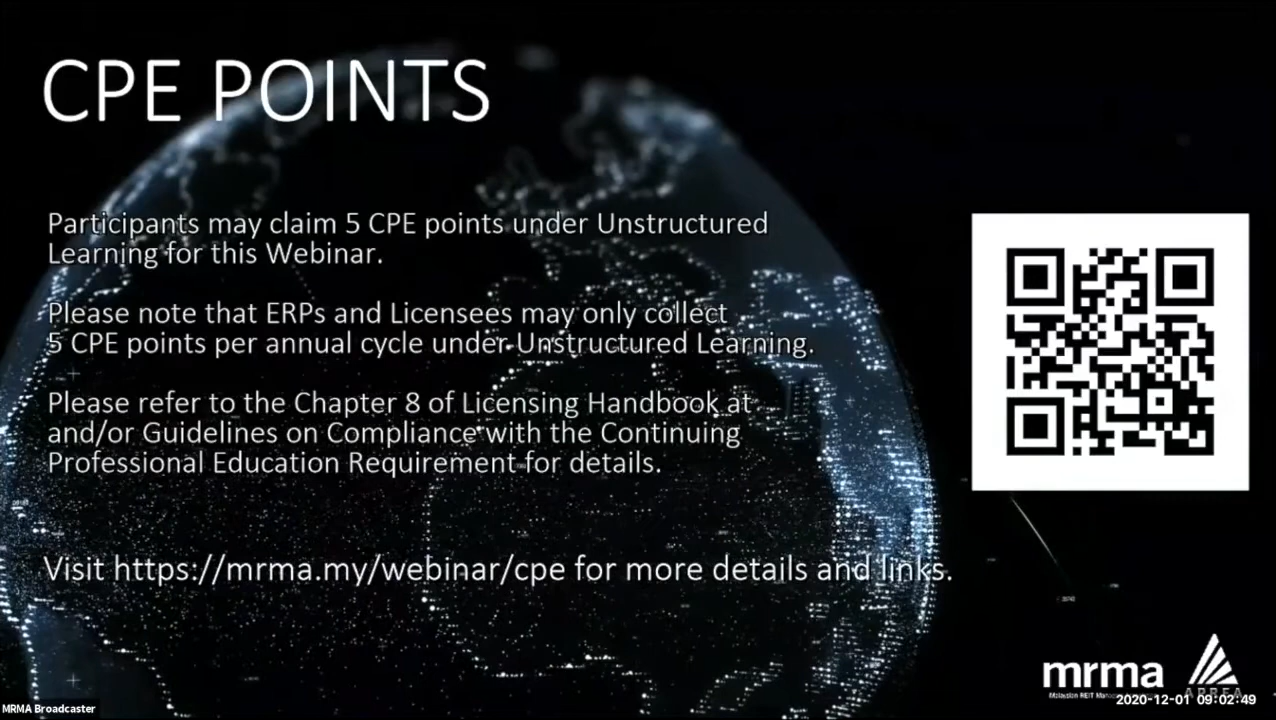 CPE POINTS
Participants may claim 5 CPE points under Unstructured
Learning for this Webinar.
Please note that ERPs and Licensees may only collect
5 CPE points per annual cycle under Unstructured Learning.
Please refer to the Chapter 8 of Licensing Handbook at
and/or Guidelines on Compliance with the Continuing
Professional Education Requirement for details.
Visit https://mrma.my/webinar/cpe for more details and links.
mrma
Malaysian REIT
2020-12-01 09:02:49
MRMA Broadcaster